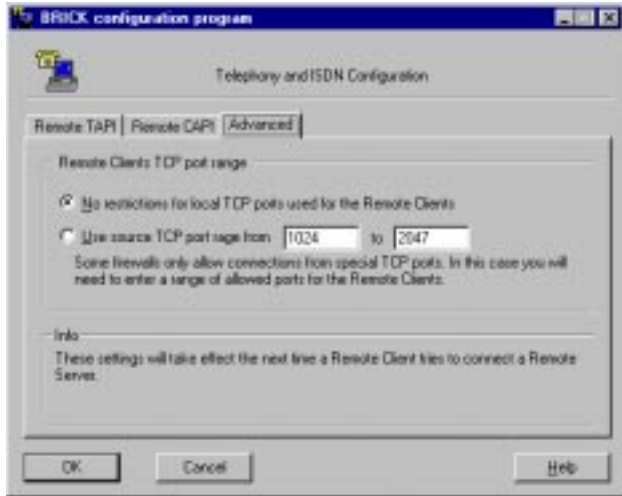 BRICK configuration program
Telephony and ISDN Configuration
Remote TAPI Remote CAPI Advanced
Remote Clients TCP port range
No restrictions for local TCP ports used for the Remote Clients
Use source TCP port rage from 1024 to 2047
Some firewalls only allow connections from special TCP ports. In this case you will
need to enter a range of allowed ports for the Remote Clients.
Info
These settings will take effect the next time a Remote Client tries to connect a Remote
Server.
OK Cancel Help